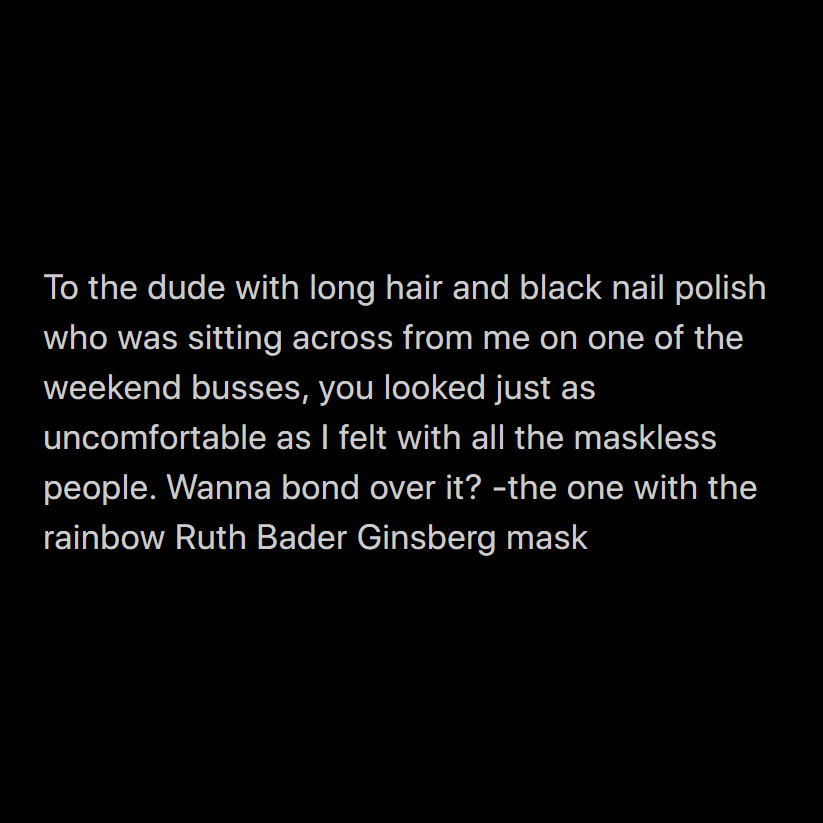 To the dude with long hair and black nail polish
who was sitting across from me on one of the
weekend busses, you looked just as
uncomfortable as I felt with all the maskless
people. Wanna bond over it? -the one with the
rainbow Ruth Bader Ginsberg mask